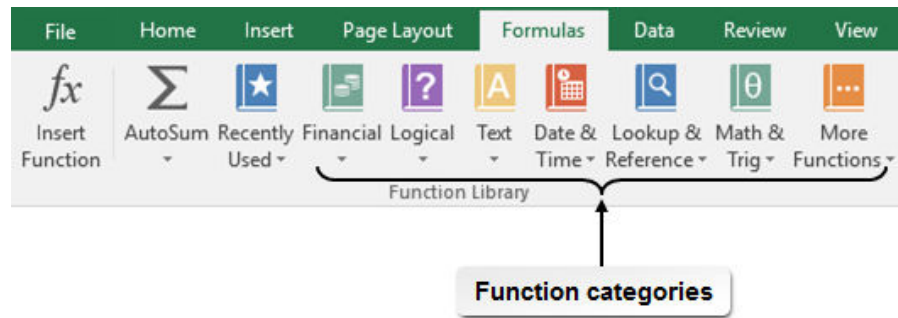 File Home Insert Page Layout Formulas Data Review View
fx
Insert Function
Σ
AutoSum
Recently Used
Financial
?
Logical
A
Text
Date & Time
Lookup & Reference
θ
Math & Trig
...
More Functions
Function Library
Function categories